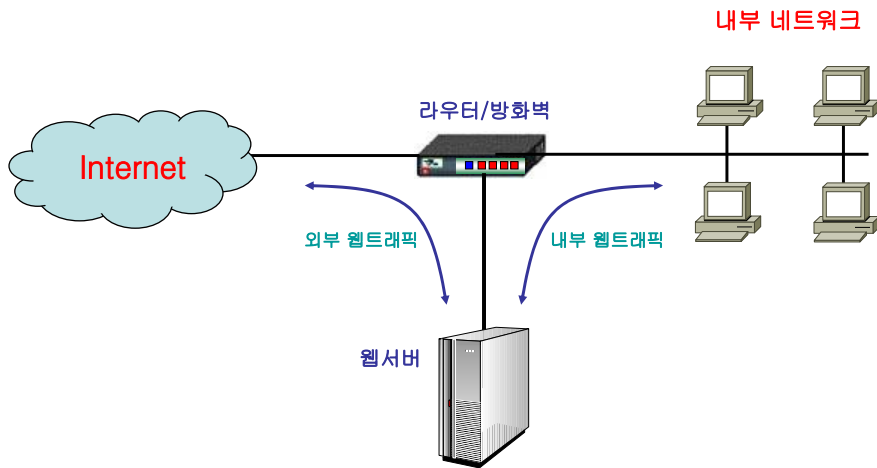 내부 네트워크
라우터/방화벽
Internet
외부 웹트래픽
내부 웹트래픽
웹서버